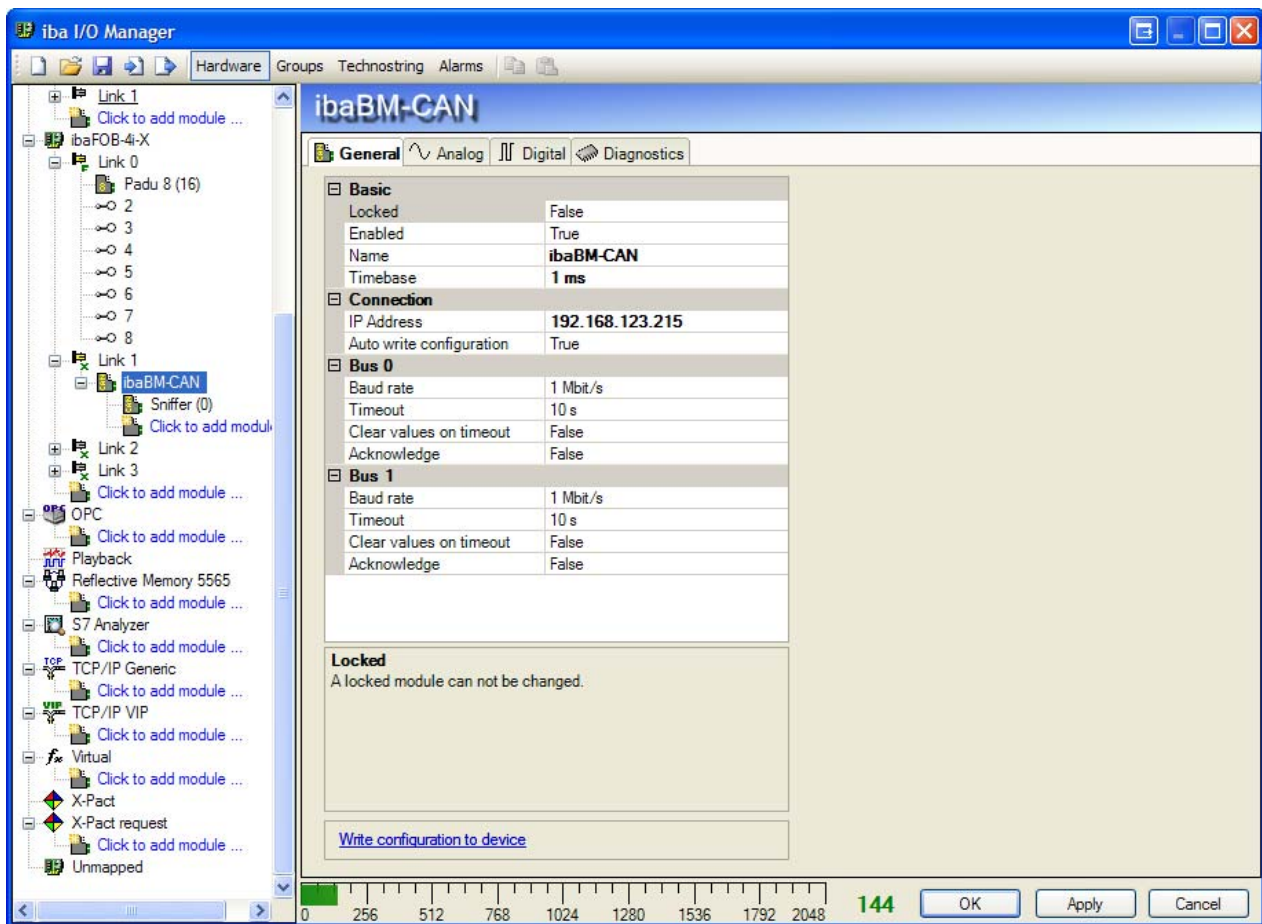 iba I/O Manager
Hardware Groups Technostring Alarms
Link 1
Click to add module ...
ibaFOB-4i-X
Link 0
Padu 8 (16)
2
3
4
5
6
7
8
Link 1
ibaBM-CAN
Sniffer (0)
Click to add modul
Link 2
Link 3
Click to add module ...
OPC
OPC
Click to add module ...
Playback
Reflective Memory 5565
Click to add module ...
S7 Analyzer
Click to add module ...
TCP
TCP/IP Generic
Click to add module ...
VIP
TCP/IP VIP
Click to add module ...
fx Virtual
Click to add module ...
X-Pact
X-Pact request
Click to add module ...
Unmapped
ibaBM-CAN
General Analog Digital Diagnostics
Basic
Locked False
Enabled True
Name ibaBM-CAN
Timebase 1 ms
Connection
IP Address 192.168.123.215
Auto write configuration True
Bus 0
Baud rate 1 Mbit/s
Timeout 10 s
Clear values on timeout False
Acknowledge False
Bus 1
Baud rate 1 Mbit/s
Timeout 10 s
Clear values on timeout False
Acknowledge False
Locked
A locked module can not be changed.
Write configuration to device
0 256 512 768 1024 1280 1536 1792 2048
144
OK Apply Cancel